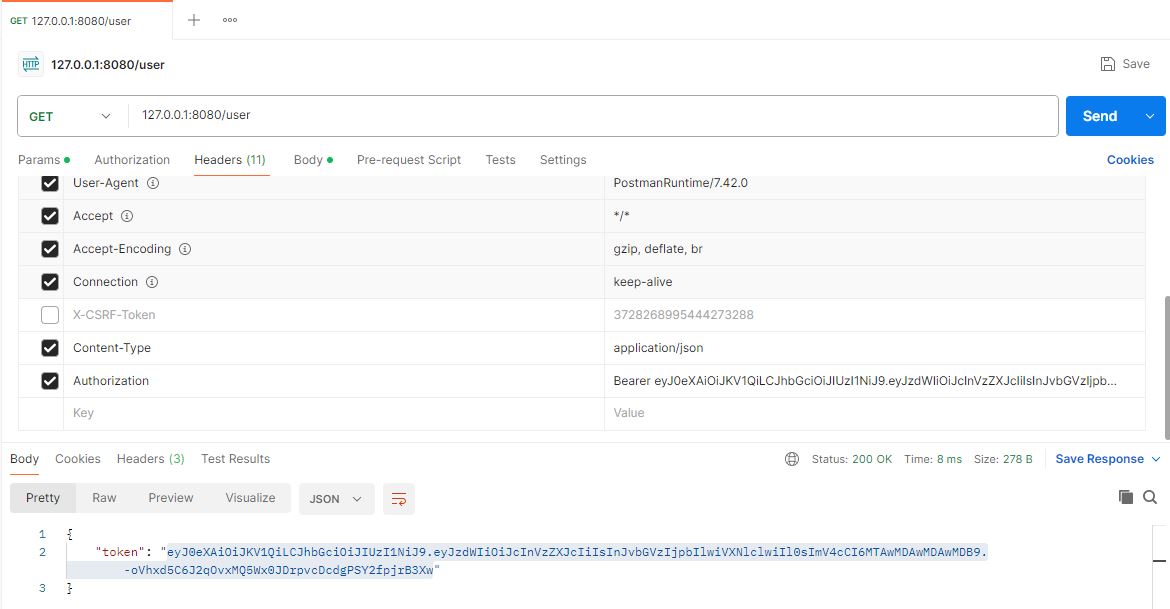 GET 127.0.0.1:8080/user
HTTP 127.0.0.1:8080/user Save
GET 127.0.0.1:8080/user Send
Params Authorization Headers (11) Body Pre-request Script Tests Settings Cookies
User-Agent PostmanRuntime/7.42.0
Accept */*
Accept-Encoding gzip, deflate, br
Connection keep-alive
X-CSRF-Token 3728268995444273288
Content-Type application/json
Authorization Bearer eyJ0eXAiOiJKV1QiLCJhbGciOiJIUzI1NiJ9.eyJzdWIiOiJcInVzZXJcIiIsInJvbGVzIjpb...
Key Value
Body Cookies Headers (3) Test Results Status: 200 OK Time: 8 ms Size: 278 B Save Response
Pretty Raw Preview Visualize JSON
1 {
2 "token": "eyJ0eXAiOiJKV1QiLCJhbGciOiJIUzI1NiJ9.eyJzdWIiOiJcInVzZXJcIiIsInJvbGVzIjpbIlwiVXNlclwiIl0sImV4cCI6MTAwMDAwMDAwMDB9.
-oVhxd5C6J2qOvxMQ5Wx0JDrpvcDcdgPSY2fpjrB3Xw"
3 }